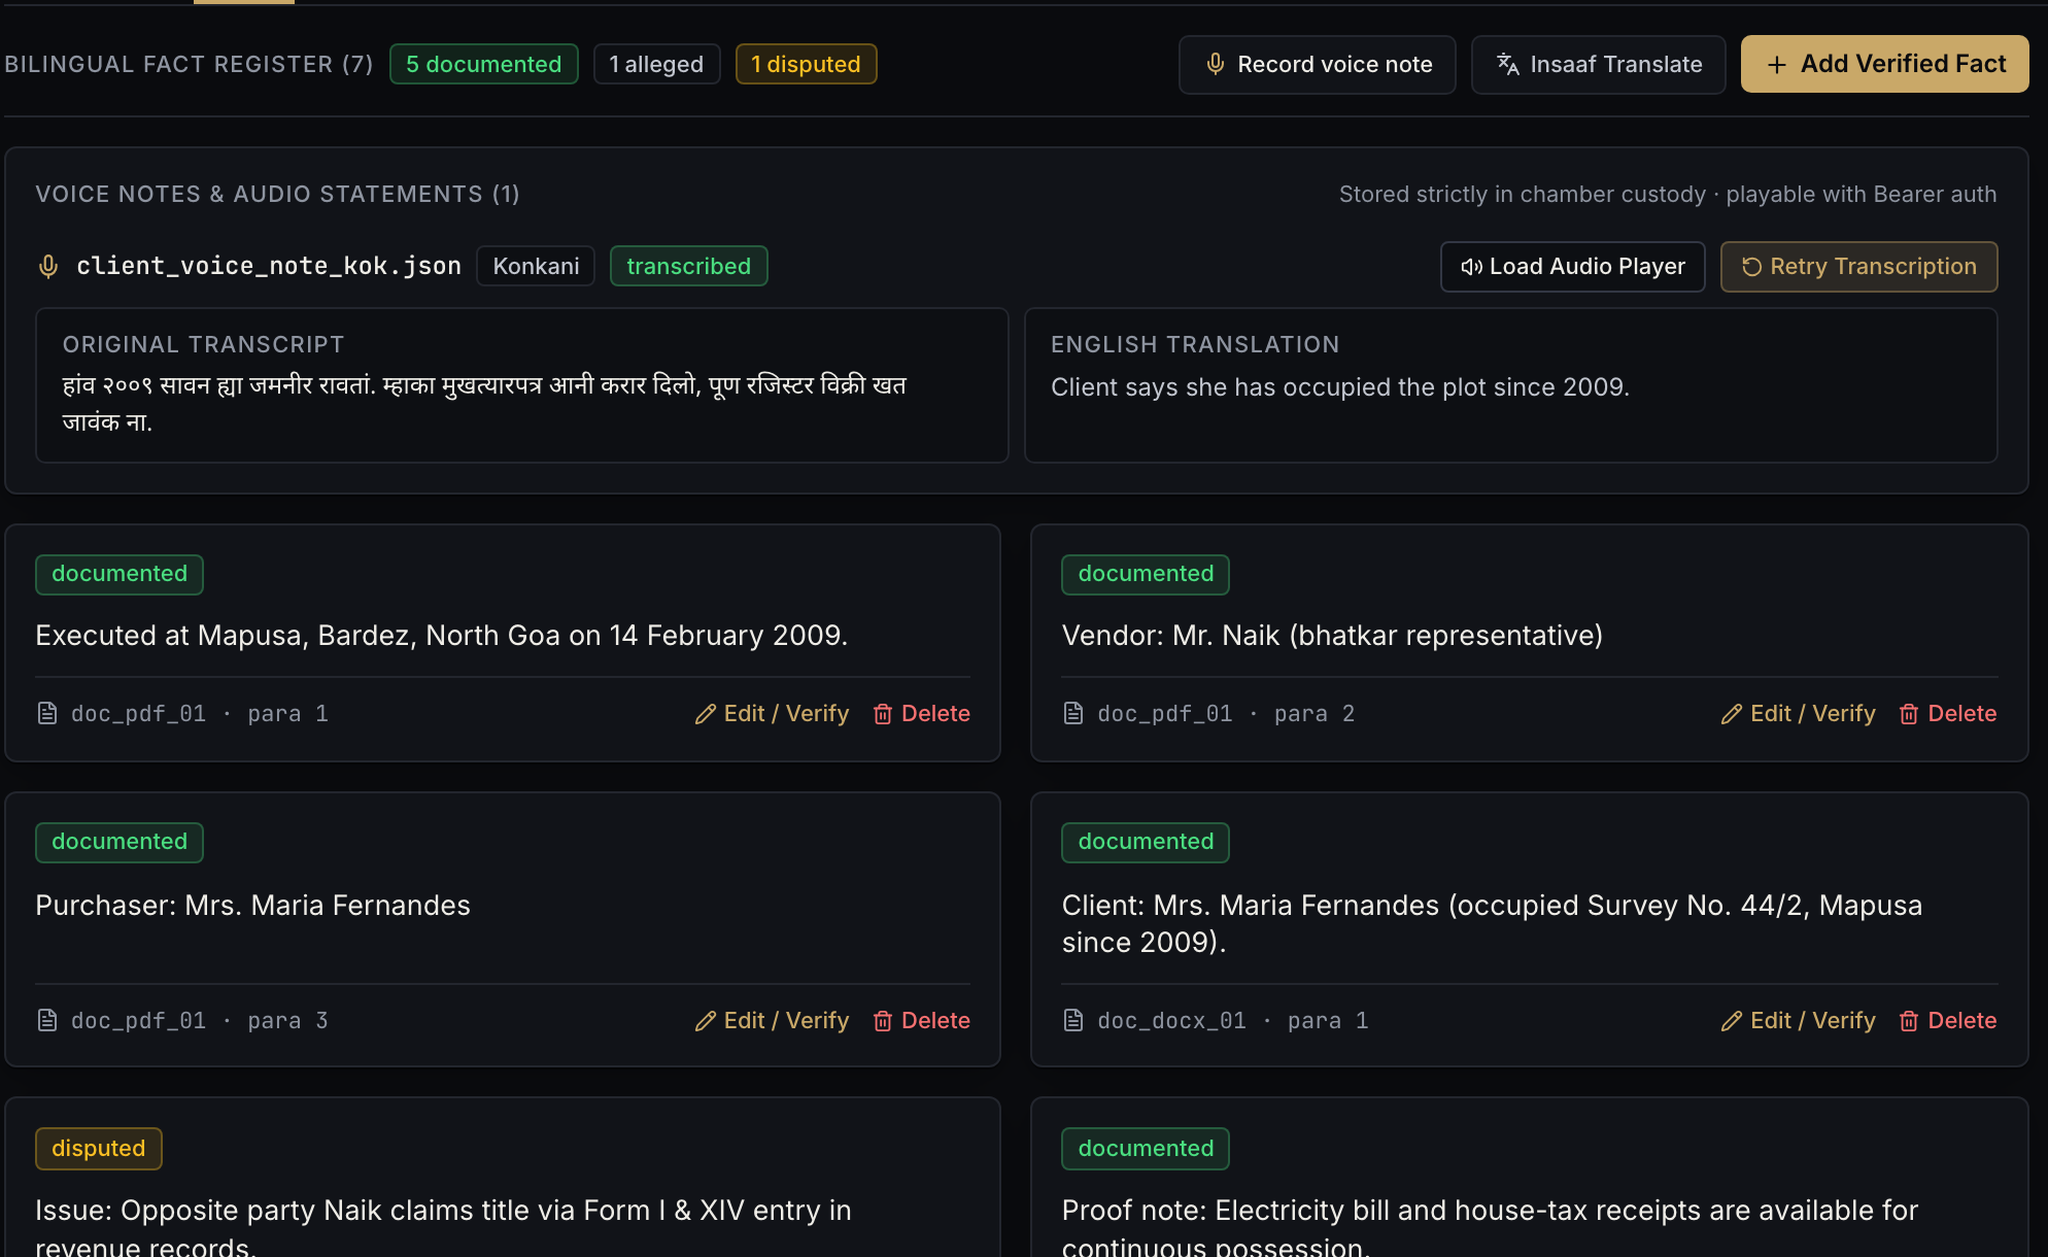 BILINGUAL FACT REGISTER (7) 5 documented 1 alleged 1 disputed Record voice note Insaaf Translate + Add Verified Fact
VOICE NOTES & AUDIO STATEMENTS (1) Stored strictly in chamber custody · playable with Bearer auth
client_voice_note_kok.json Konkani transcribed Load Audio Player Retry Transcription
ORIGINAL TRANSCRIPT
हांव २००९ सावन ह्या जमनीर रावतां. म्हाका मुखत्यारपत्र आनी करार दिलो, पूण रजिस्टर विक्री खत
जावंक ना.
ENGLISH TRANSLATION
Client says she has occupied the plot since 2009.
documented
Executed at Mapusa, Bardez, North Goa on 14 February 2009.
doc_pdf_01 · para 1 Edit / Verify Delete
documented
Vendor: Mr. Naik (bhatkar representative)
doc_pdf_01 · para 2 Edit / Verify Delete
documented
Purchaser: Mrs. Maria Fernandes
doc_pdf_01 · para 3 Edit / Verify Delete
documented
Client: Mrs. Maria Fernandes (occupied Survey No. 44/2, Mapusa
since 2009).
doc_docx_01 · para 1 Edit / Verify Delete
disputed
Issue: Opposite party Naik claims title via Form I & XIV entry in
revenue records.
documented
Proof note: Electricity bill and house-tax receipts are available for
continuous possession.